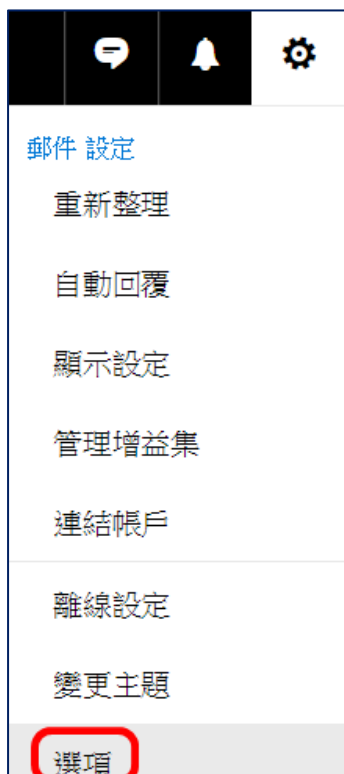 郵件 設定
重新整理
自動回覆
顯示設定
管理增益集
連結帳戶
離線設定
變更主題
選項